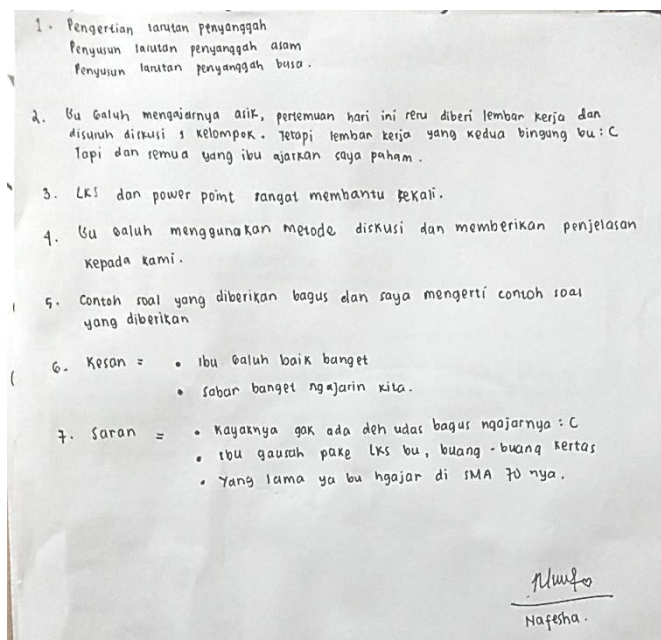 1. Pengertian larutan penyanggah
Penyusun larutan penyanggah asam
Penyusun larutan penyanggah basa.
2. Bu Galuh mengajarnya asik, pertemuan hari ini seru diberi lembar kerja dan
disuruh diskusi 1 kelompok. Tetapi lembar kerja yang kedua bingung bu : C
Tapi dan semua yang ibu ajarkan saya paham.
3. LKS dan power point sangat membantu sekali.
4. Bu Galuh menggunakan metode diskusi dan memberikan penjelasan
kepada kami.
5. Contoh soal yang diberikan bagus dan saya mengerti contoh soal
yang diberikan
6. Kesan = • Ibu Galuh baik banget
• Sabar banget ngajarin kita.
7. Saran = • Kayaknya gak ada deh udas bagus ngajarnya : C
• Ibu gausah pake LKS bu, buang-buang kertas
• Yang lama ya bu ngajar di SMA 70 nya.
Nafesha.